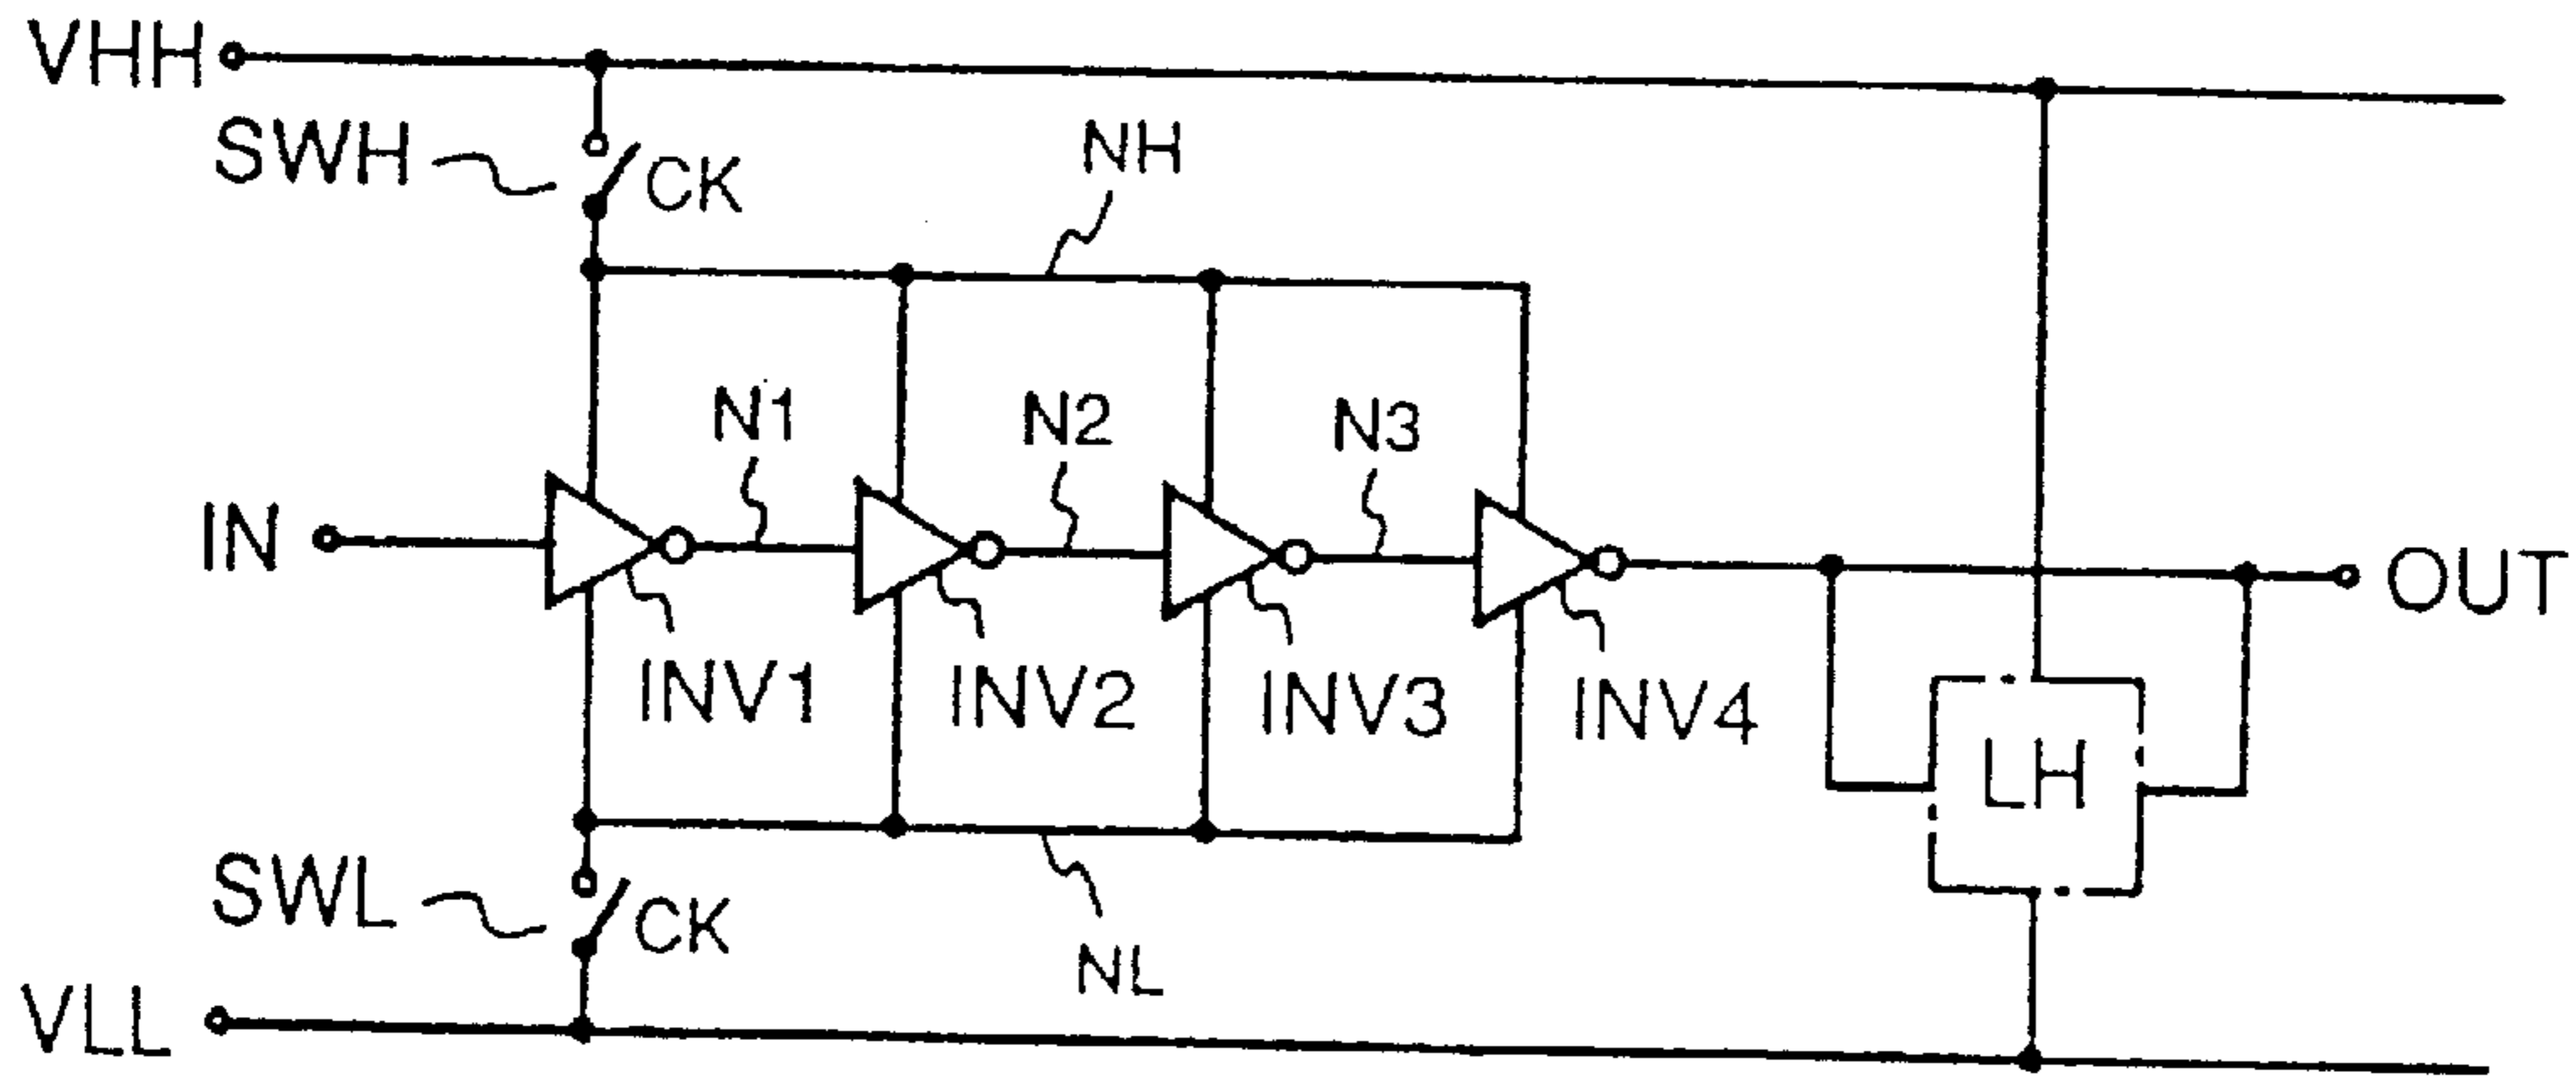 VHH
SWH
CK
NH
N1
N2
N3
IN
OUT
INV1
INV2
INV3
INV4
LH
SWL
CK
NL
VLL